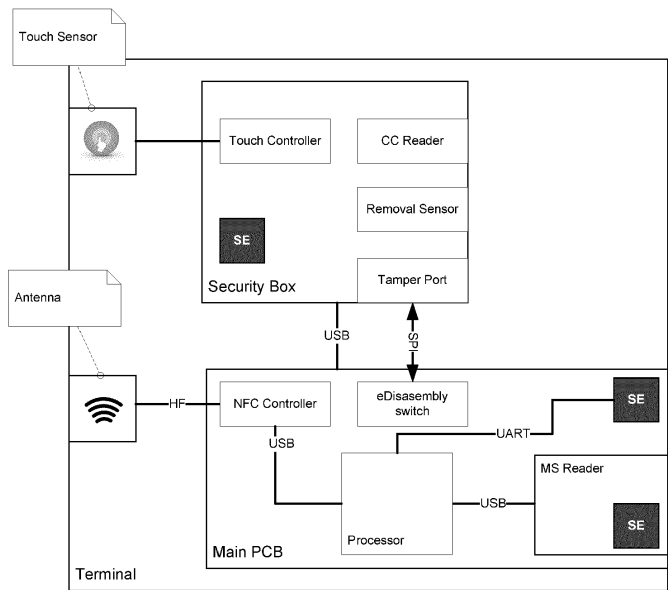 Touch Sensor
Touch Controller
CC Reader
Removal Sensor
SE
Tamper Port
Security Box
Antenna
USB
SPI
HF
NFC Controller
eDisassembly
switch
SE
USB
UART
MS Reader
USB
SE
Processor
Main PCB
Terminal